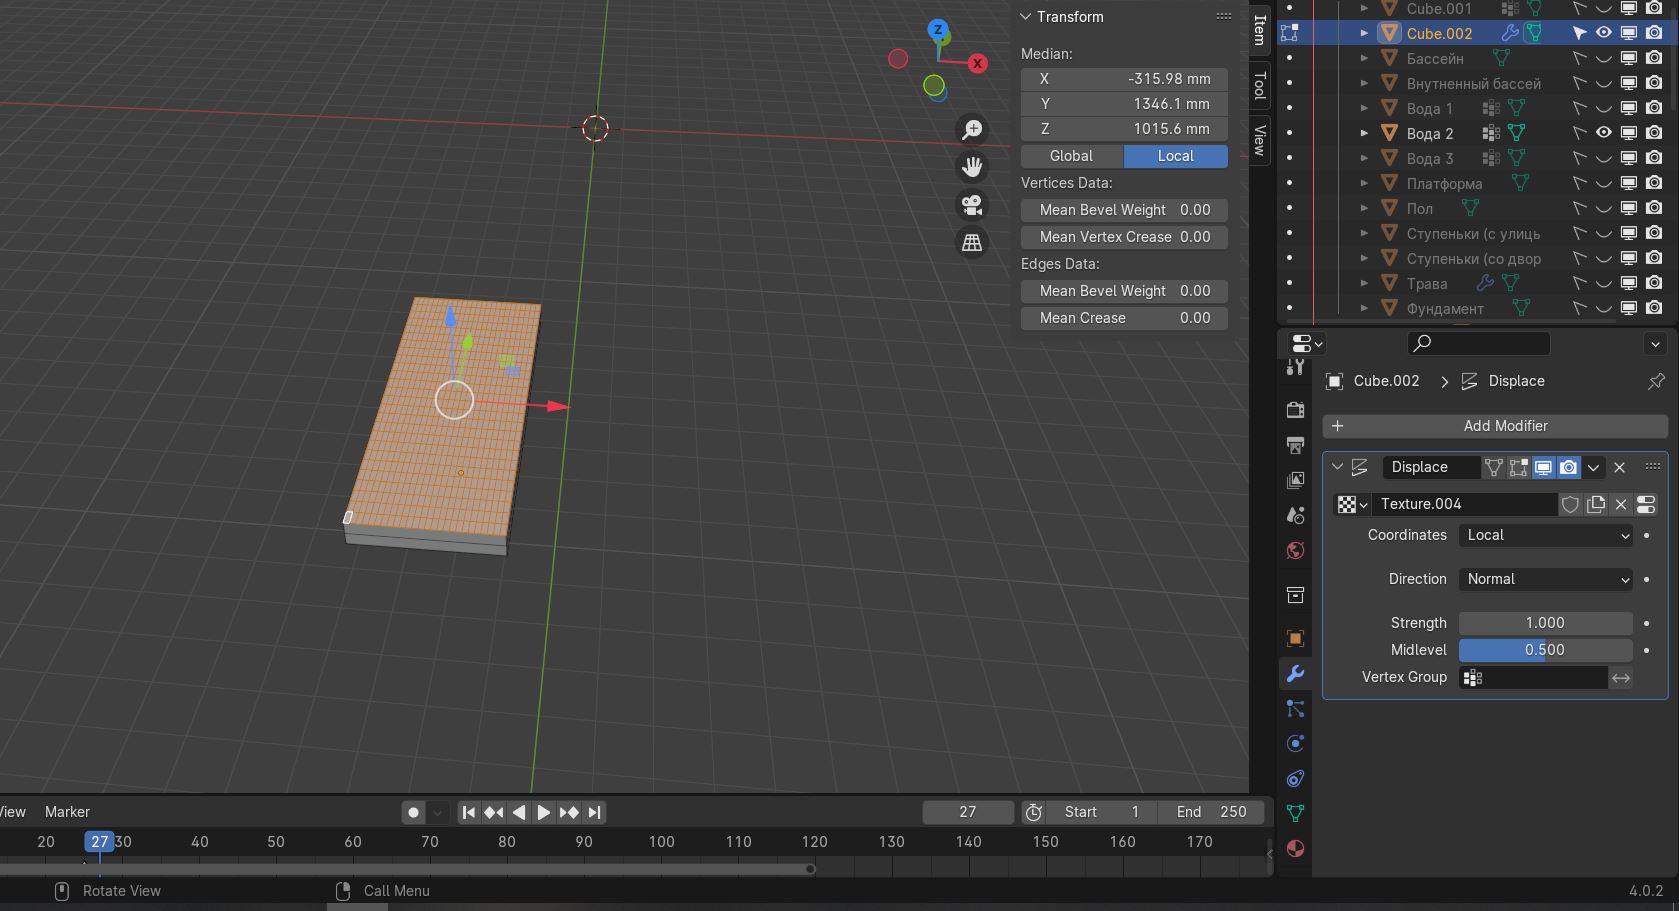 Transform
Median:
X -315.98 mm
Y 1346.1 mm
Z 1015.6 mm
Global Local
Vertices Data:
Mean Bevel Weight 0.00
Mean Vertex Crease 0.00
Edges Data:
Mean Bevel Weight 0.00
Mean Crease 0.00
Item
Tool
View
Z
X
Cube.001
Cube.002
Бассейн
Внутненный бассей
Вода 1
Вода 2
Вода 3
Платформа
Пол
Ступеньки (с улиць
Ступеньки (со двор
Трава
Фундамент
Cube.002 > Displace
+ Add Modifier
Displace
Texture.004
Coordinates Local
Direction Normal
Strength 1.000
Midlevel 0.500
Vertex Group
View Marker
27 Start 1 End 250
20 27 30 40 50 60 70 80 90 100 110 120 130 140 150 160 170
Rotate View Call Menu 4.0.2